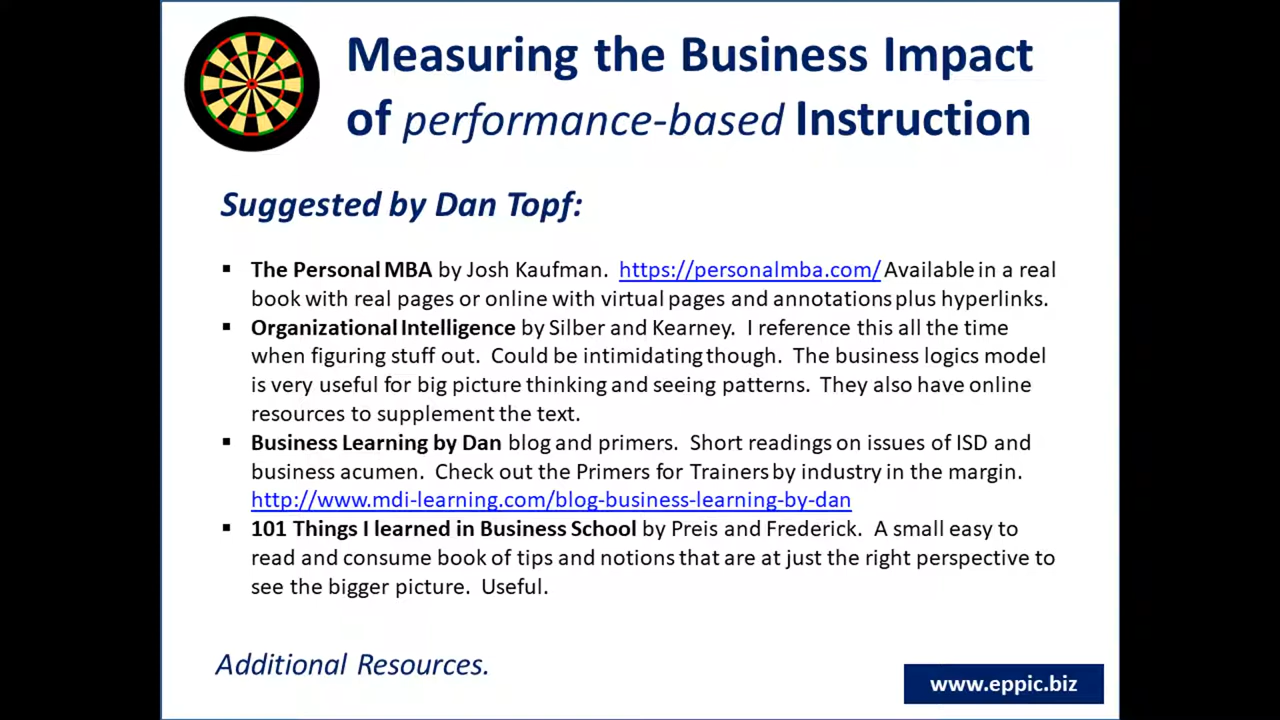 Measuring the Business Impact
of performance-based Instruction
Suggested by Dan Topf:
▪ The Personal MBA by Josh Kaufman. https://personalmba.com/ Available in a real
book with real pages or online with virtual pages and annotations plus hyperlinks.
▪ Organizational Intelligence by Silber and Kearney. I reference this all the time
when figuring stuff out. Could be intimidating though. The business logics model
is very useful for big picture thinking and seeing patterns. They also have online
resources to supplement the text.
▪ Business Learning by Dan blog and primers. Short readings on issues of ISD and
business acumen. Check out the Primers for Trainers by industry in the margin.
http://www.mdi-learning.com/blog-business-learning-by-dan
▪ 101 Things I learned in Business School by Preis and Frederick. A small easy to
read and consume book of tips and notions that are at just the right perspective to
see the bigger picture. Useful.
Additional Resources.
www.eppic.biz